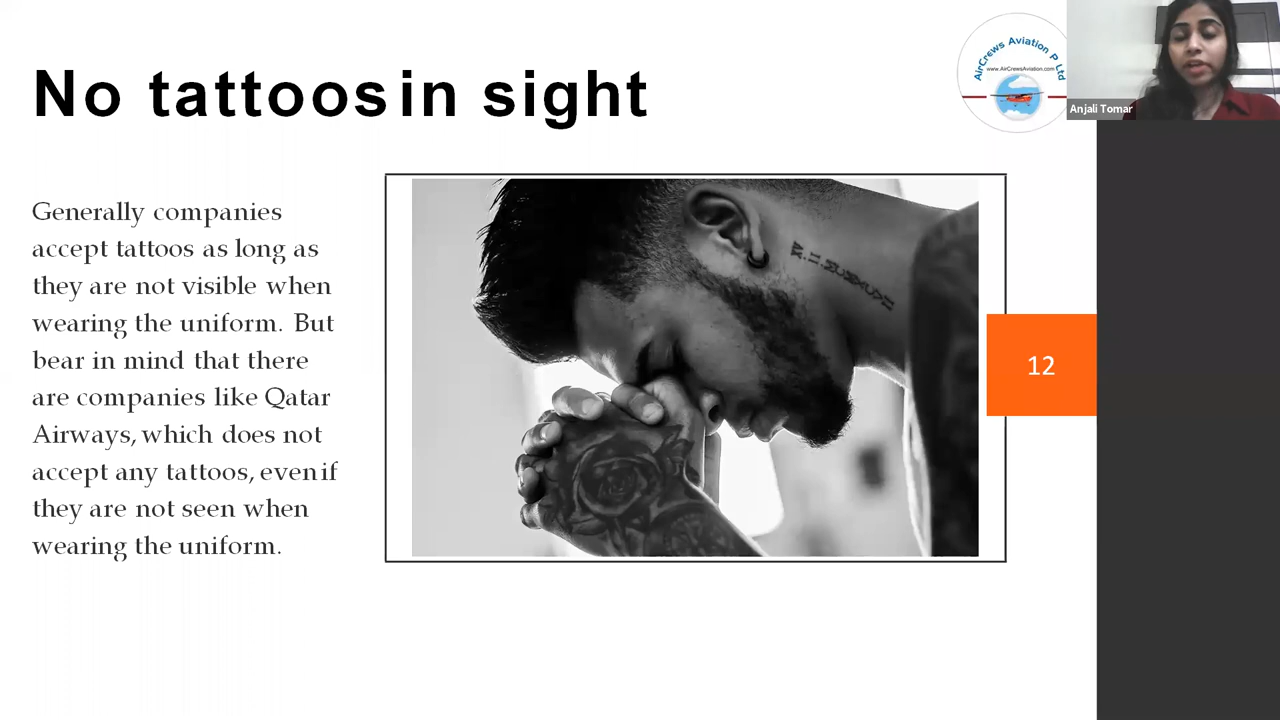 No tattoos in sight
AirCrews Aviation P Ltd
www.AirCrewsAviation.com
Anjali Tomar
Generally companies
accept tattoos as long as
they are not visible when
wearing the uniform. But
bear in mind that there
are companies like Qatar
Airways, which does not
accept any tattoos, even if
they are not seen when
wearing the uniform.
12